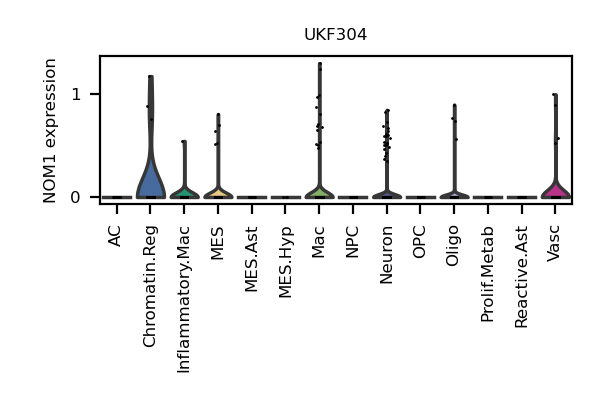 UKF304
NOM1 expression
1
0
AC
Chromatin.Reg
Inflammatory.Mac
MES
MES.Ast
MES.Hyp
Mac
NPC
Neuron
OPC
Oligo
Prolif.Metab
Reactive.Ast
Vasc